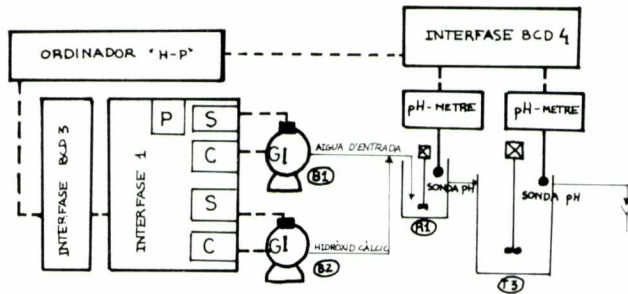 ORDINADOR "H-P"
INTERFASE BCD 4
pH-METRE
pH-METRE
INTERFASE BCD 3
INTERFASE 1
P
S
C
S
C
GI
GI
AIGUA D'ENTRADA
B1
HIDRÒXID CÀLCIC
B2
SONDA pH
SONDA pH
R1
T3